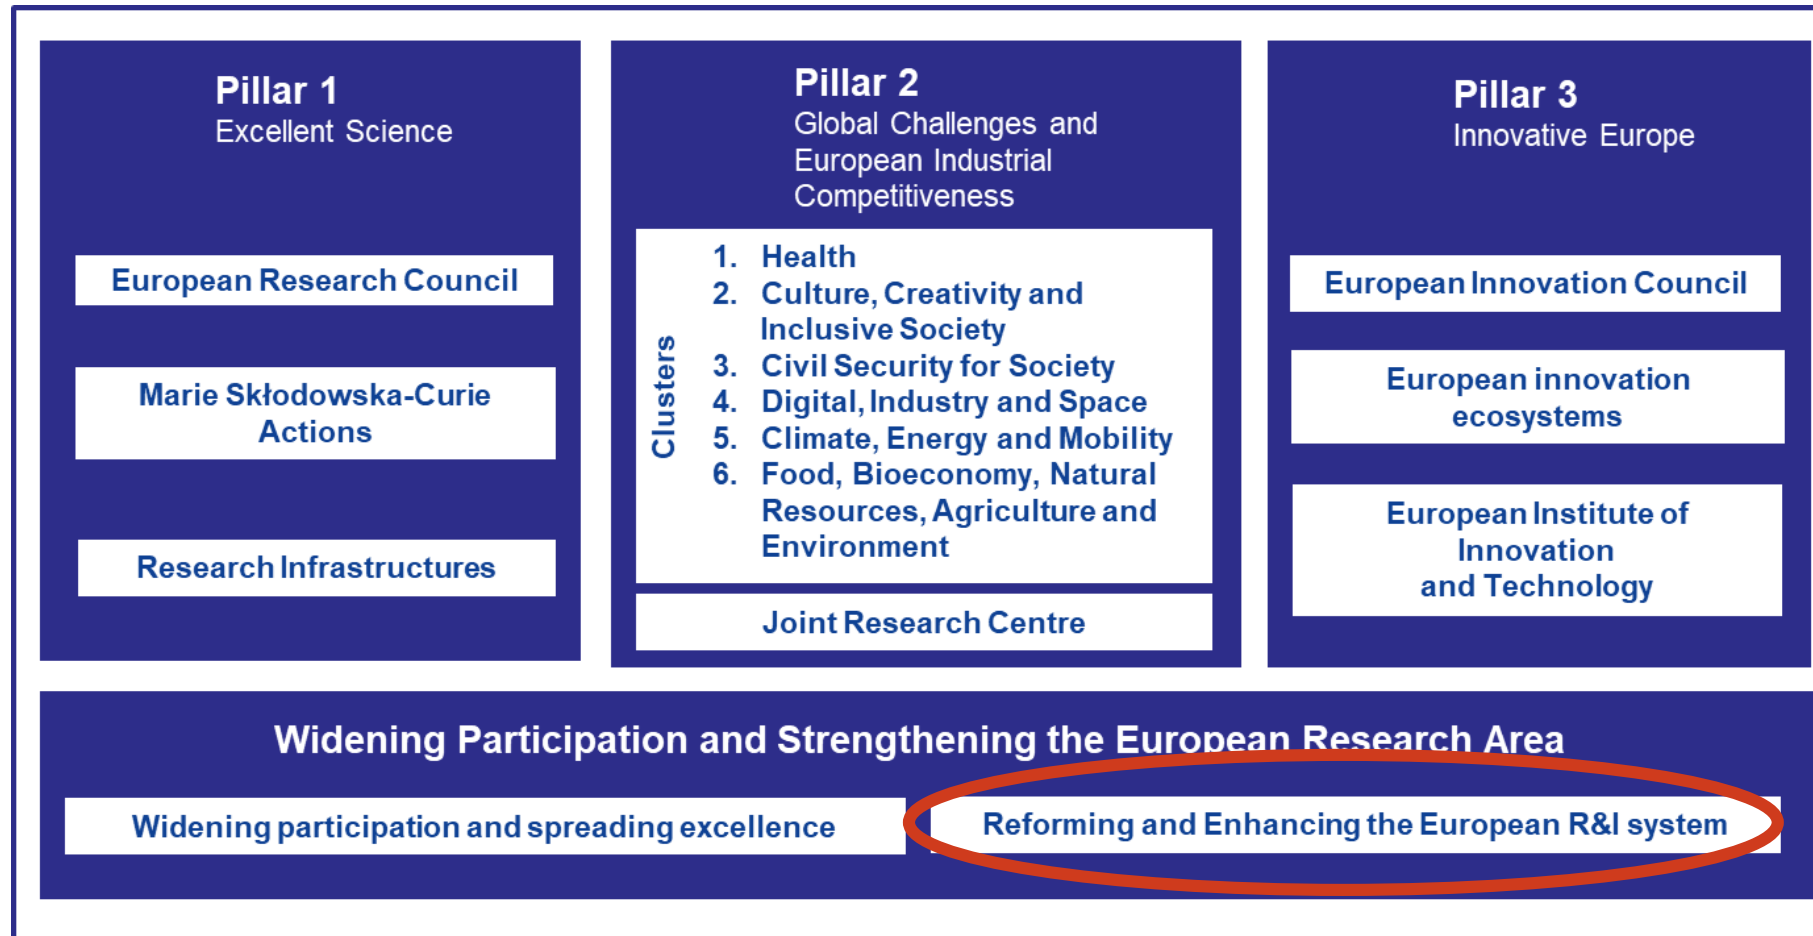 Pillar 1
Excellent Science
European Research Council
Marie Skłodowska-Curie
Actions
Research Infrastructures
Pillar 2
Global Challenges and
European Industrial
Competitiveness
Clusters
1. Health
2. Culture, Creativity and
Inclusive Society
3. Civil Security for Society
4. Digital, Industry and Space
5. Climate, Energy and Mobility
6. Food, Bioeconomy, Natural
Resources, Agriculture and
Environment
Joint Research Centre
Pillar 3
Innovative Europe
European Innovation Council
European innovation
ecosystems
European Institute of
Innovation
and Technology
Widening Participation and Strengthening the European Research Area
Widening participation and spreading excellence
Reforming and Enhancing the European R&I system